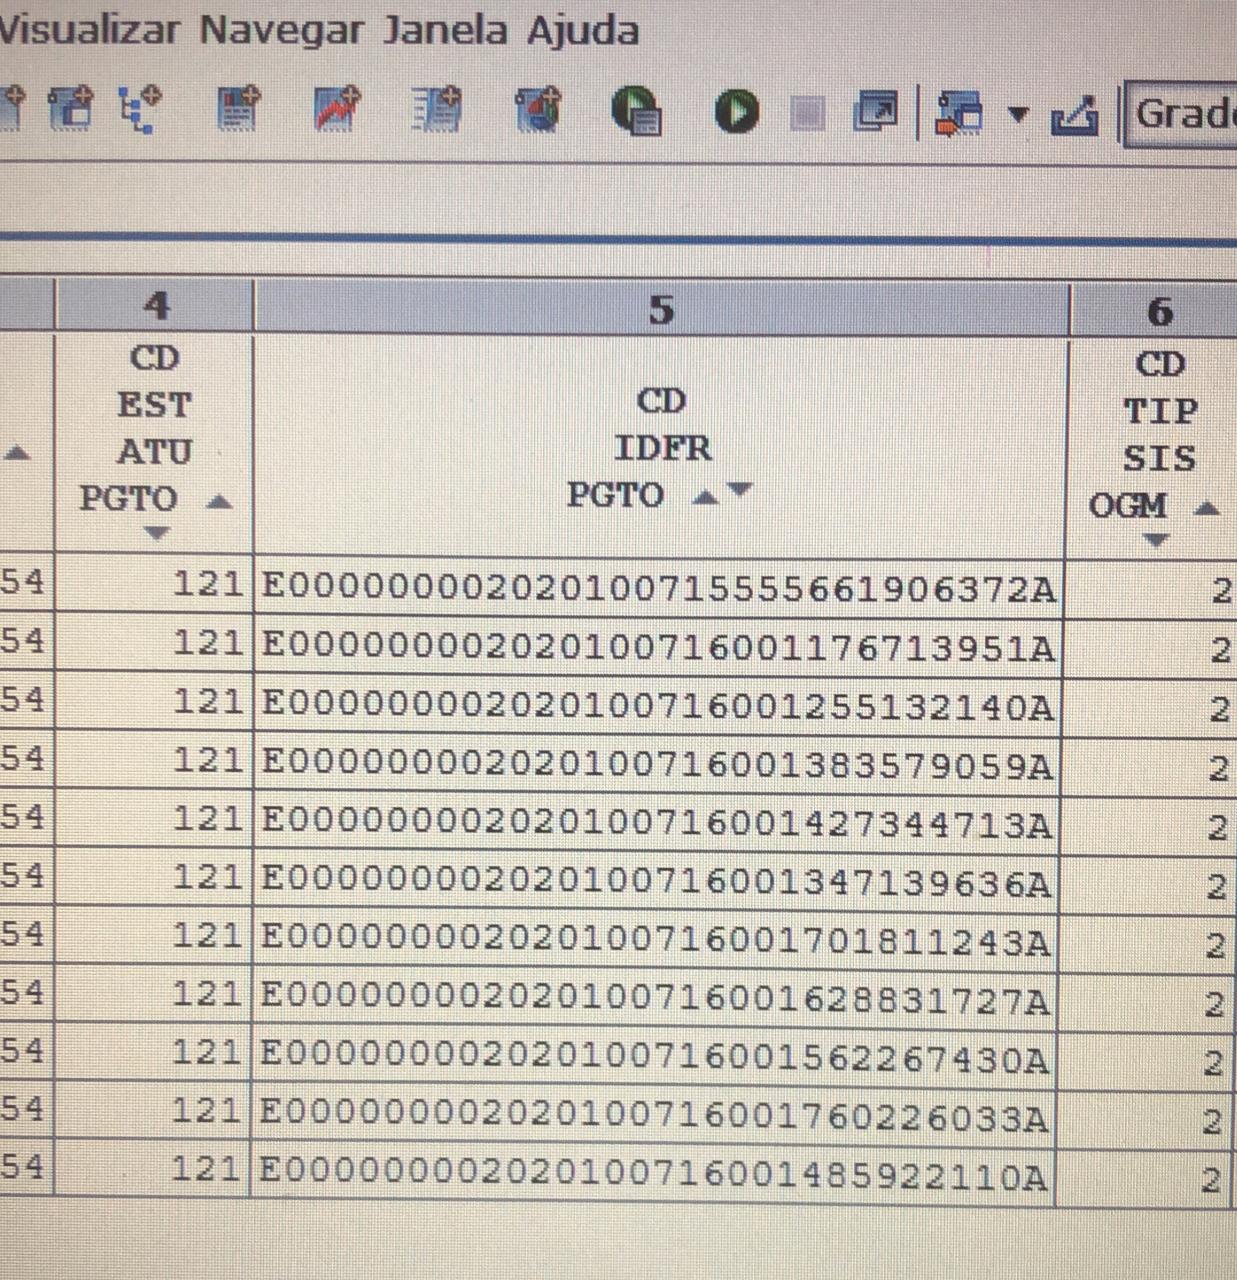 Visualizar Navegar Janela Ajuda
4 5 6
CD
EST
ATU
PGTO
CD
IDFR
PGTO
CD
TIP
SIS
OGM
54 121 E000000002020100715555661906372A 2
54 121 E000000002020100716001176713951A 2
54 121 E000000002020100716001255132140A 2
54 121 E000000002020100716001383579059A 2
54 121 E000000002020100716001427344713A 2
54 121 E000000002020100716001347139636A 2
54 121 E000000002020100716001701811243A 2
54 121 E000000002020100716001628831727A 2
54 121 E000000002020100716001562267430A 2
54 121 E000000002020100716001760226033A 2
54 121 E000000002020100716001485922110A 2